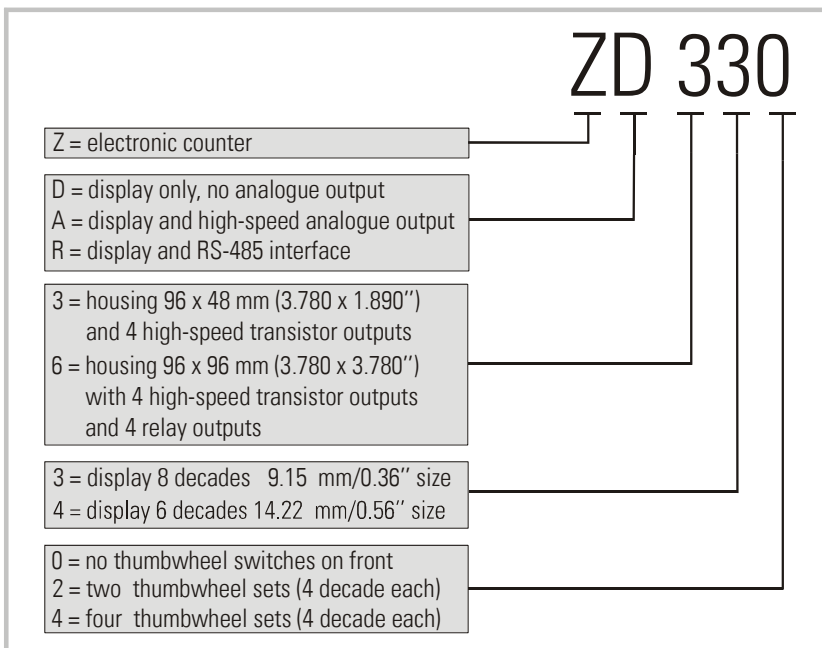 ZD 330
Z = electronic counter
D = display only, no analogue output
A = display and high-speed analogue output
R = display and RS-485 interface
3 = housing 96 x 48 mm (3.780 x 1.890’’)
and 4 high-speed transistor outputs
6 = housing 96 x 96 mm (3.780 x 3.780’’)
with 4 high-speed transistor outputs
and 4 relay outputs
3 = display 8 decades 9.15 mm/0.36’’ size
4 = display 6 decades 14.22 mm/0.56’’ size
0 = no thumbwheel switches on front
2 = two thumbwheel sets (4 decade each)
4 = four thumbwheel sets (4 decade each)